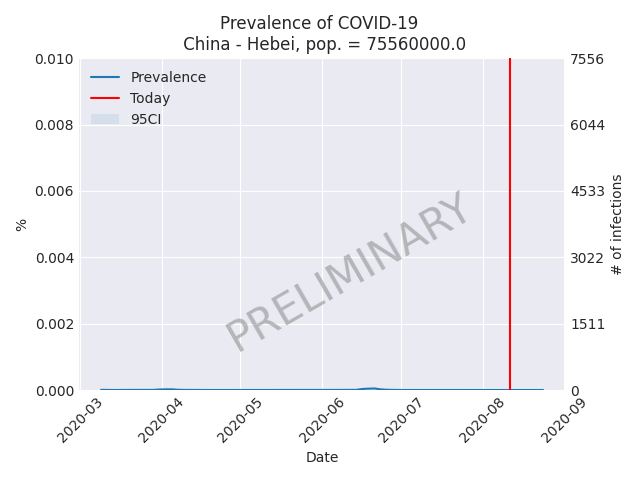 Prevalence of COVID-19
China - Hebei, pop. = 75560000.0
0.010
0.008
0.006
0.004
0.002
0.000
%
Prevalence
Today
95CI
PRELIMINARY
7556
6044
4533
3022
1511
0
# of infections
2020-03
2020-04
2020-05
2020-06
2020-07
2020-08
2020-09
Date